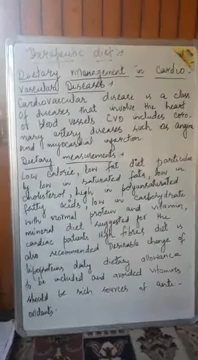 Therapeutic diet :-
Dietary Management in Cardio-
Vascular Diseases :-
Cardiovascular disease is a class
of diseases that involve the heart
or blood vessels CVD includes coro-
nary artery diseases such as angina
and myocardial
Dietary measurements :-
Low calorie, low fat diet particular
ly low in saturated fats, low in
cholesterol, high in polyunsaturated
fatty acids low in carbohydrate
with normal protein and vitamin,
mineral diet suggested for the
cardiac patients High fibre diet is
also recommended Desirable change of
lipoproteins daily dietary allowance
to be included and avoided vitamins
should be rich sources of anti-
oxidants.